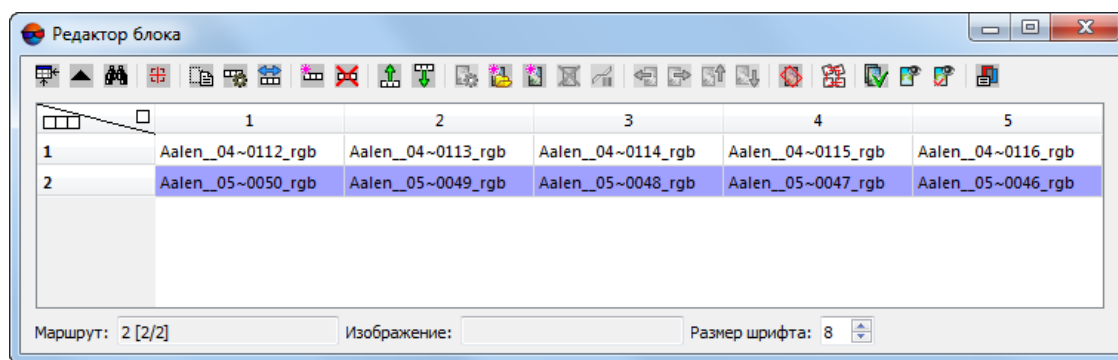 Редактор блока
1 2 3 4 5
1 Aalen__04~0112_rgb Aalen__04~0113_rgb Aalen__04~0114_rgb Aalen__04~0115_rgb Aalen__04~0116_rgb
2 Aalen__05~0050_rgb Aalen__05~0049_rgb Aalen__05~0048_rgb Aalen__05~0047_rgb Aalen__05~0046_rgb
Маршрут: 2 [2/2] Изображение: Размер шрифта: 8